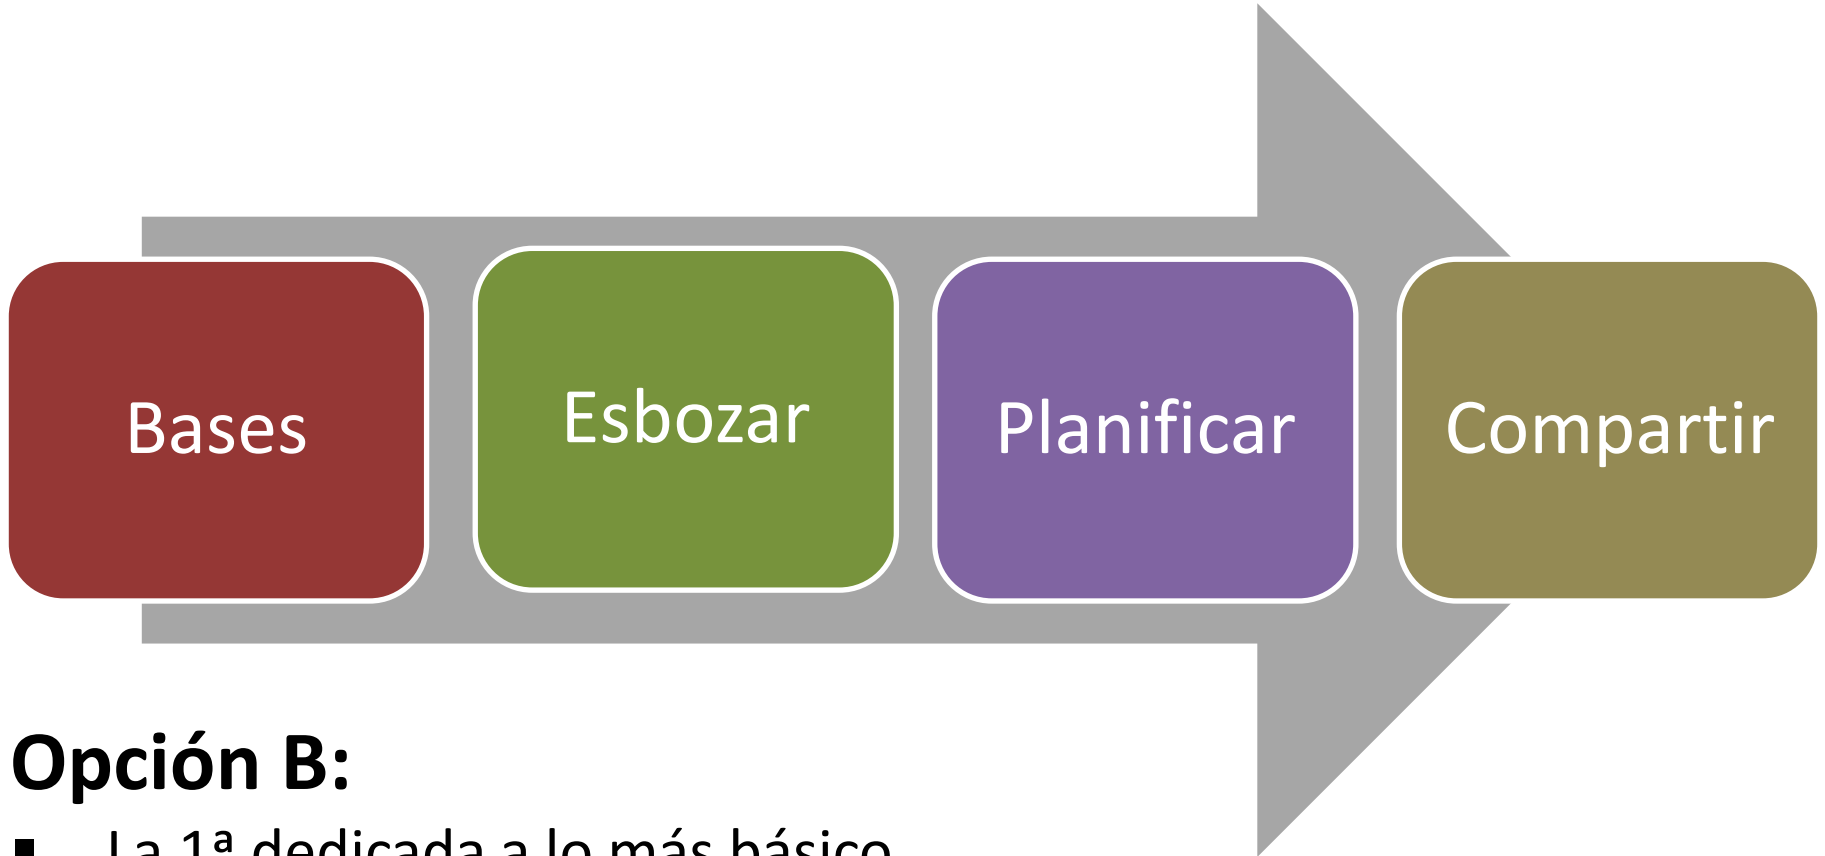 Bases
Esbozar
Planificar
Compartir
Opción B:
▪ La 1ª dedicada a lo más básico